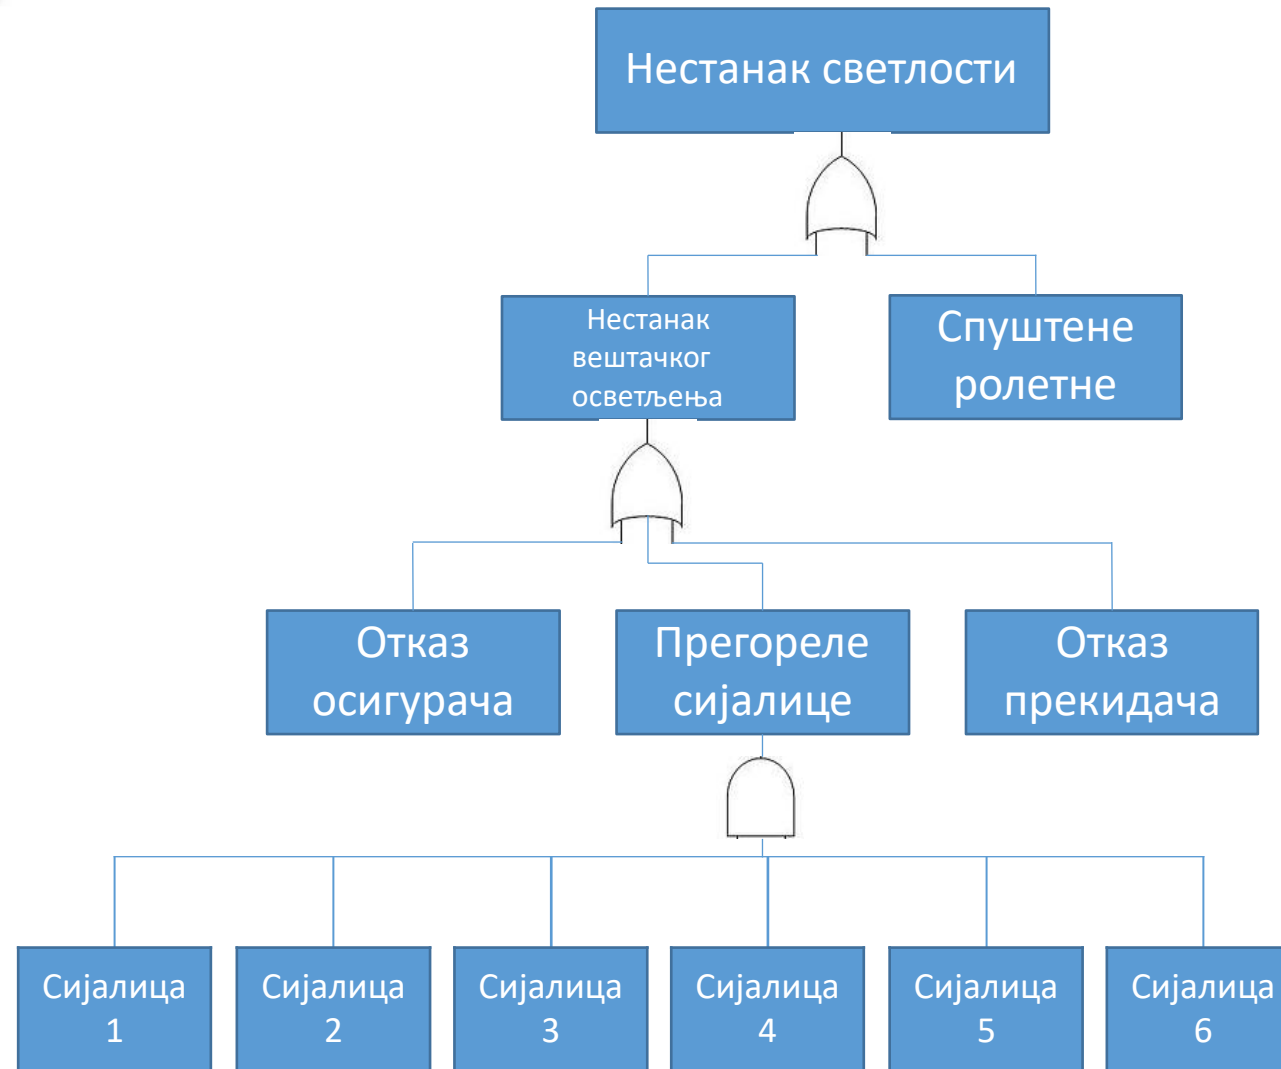 Нестанак светлости
Нестанак
вештачког
осветљења
Спуштене
ролетне
Отказ
осигурача
Прегореле
сијалице
Отказ
прекидача
Сијалица
1
Сијалица
2
Сијалица
3
Сијалица
4
Сијалица
5
Сијалица
6